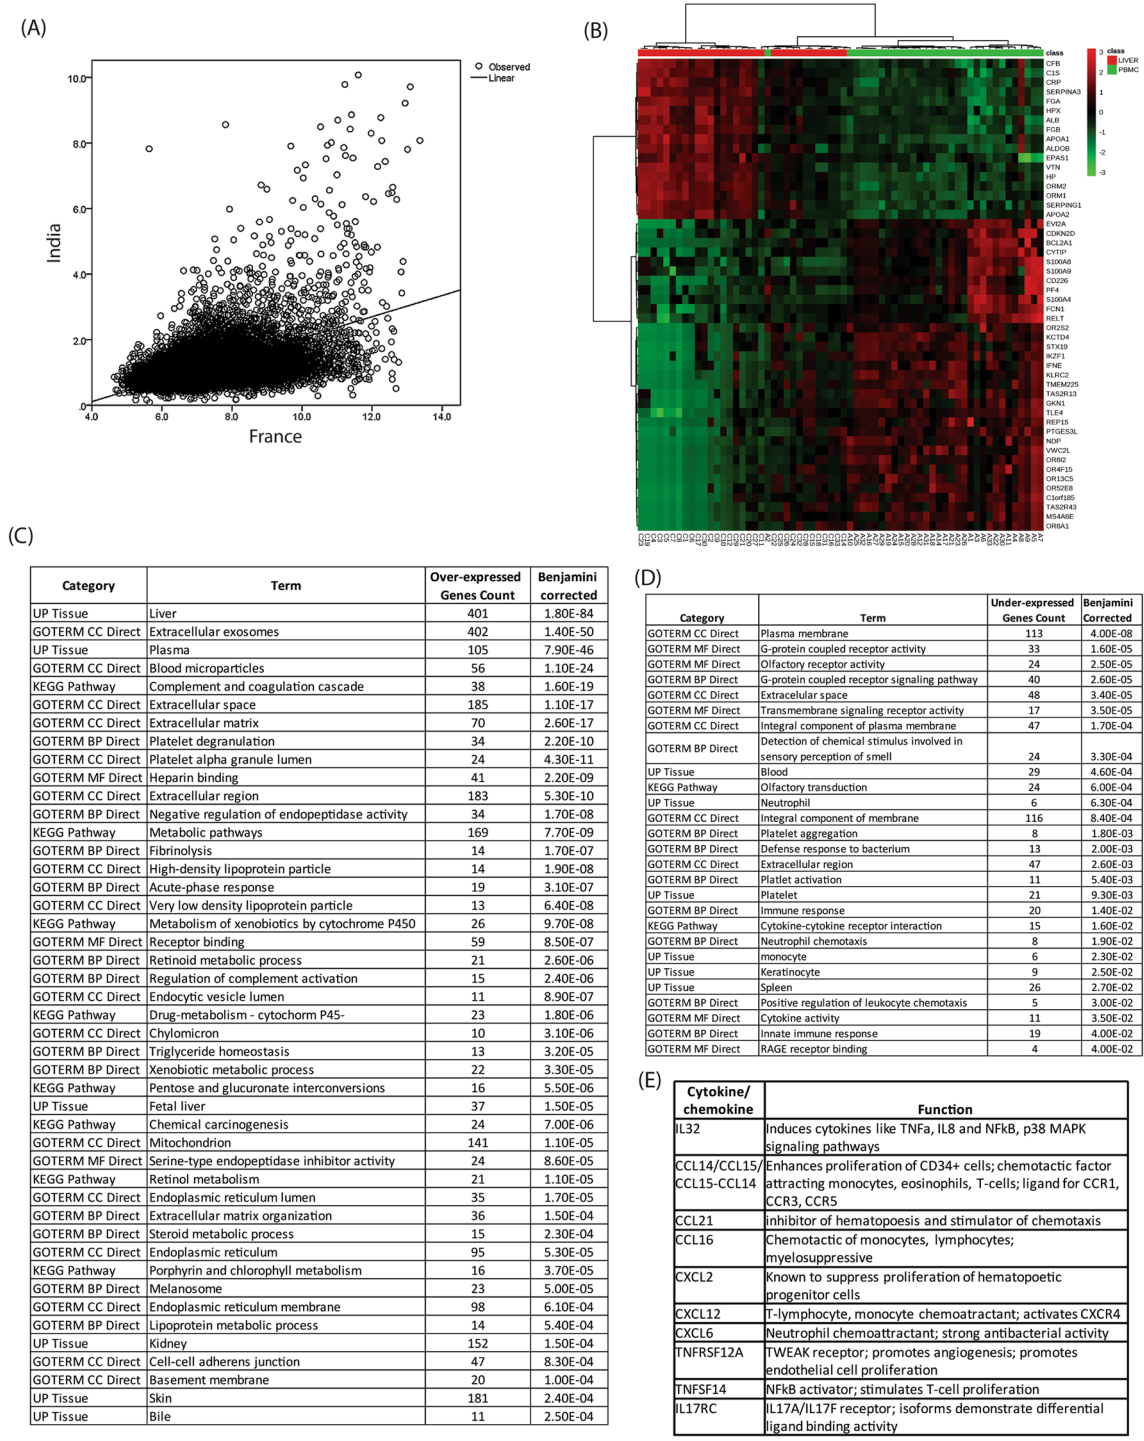 (A)
Observed
Linear
10.0
8.0
6.0
4.0
2.0
.0
India
4.0 6.0 8.0 10.0 12.0 14.0
France
(B)
class
CFB
C1S
CRP
SERPINA3
FGA
HPX
ALB
FGB
APOA1
ALDOB
EPAS1
VTN
HP
ORM2
ORM1
SERPING1
APOA2
EVI2A
CDKN2D
BCL2A1
CYTIP
S100A8
S100A9
CD226
PF4
S100A4
FCN1
RELT
OR2S2
KCTD4
STX19
IKZF1
IFNE
KLRC2
TMEM225
TAS2R13
GKN1
TLE4
REP15
PTGES3L
NDP
VWC2L
OR8I2
OR4F15
OR13C5
OR52E8
C1orf185
TAS2R43
MS4A6E
OR8A1
3
2
1
0
-1
-2
-3
class
LIVER
PBMC
(C)
Category Term Over-expressed Genes Count Benjamini corrected
UP Tissue Liver 401 1.80E-84
GOTERM CC Direct Extracellular exosomes 402 1.40E-50
UP Tissue Plasma 105 7.90E-46
GOTERM CC Direct Blood microparticles 56 1.10E-24
KEGG Pathway Complement and coagulation cascade 38 1.60E-19
GOTERM CC Direct Extracellular space 185 1.10E-17
GOTERM CC Direct Extracellular matrix 70 2.60E-17
GOTERM BP Direct Platelet degranulation 34 2.20E-10
GOTERM CC Direct Platelet alpha granule lumen 24 4.30E-11
GOTERM MF Direct Heparin binding 41 2.20E-09
GOTERM CC Direct Extracellular region 183 5.30E-10
GOTERM BP Direct Negative regulation of endopeptidase activity 34 1.70E-08
KEGG Pathway Metabolic pathways 169 7.70E-09
GOTERM BP Direct Fibrinolysis 14 1.70E-07
GOTERM CC Direct High-density lipoprotein particle 14 1.90E-08
GOTERM BP Direct Acute-phase response 19 3.10E-07
GOTERM CC Direct Very low density lipoprotein particle 13 6.40E-08
KEGG Pathway Metabolism of xenobiotics by cytochrome P450 26 9.70E-08
GOTERM MF Direct Receptor binding 59 8.50E-07
GOTERM BP Direct Retinoid metabolic process 21 2.60E-06
GOTERM BP Direct Regulation of complement activation 15 2.40E-06
GOTERM CC Direct Endocytic vesicle lumen 11 8.90E-07
KEGG Pathway Drug-metabolism - cytochorm P45- 23 1.80E-06
GOTERM CC Direct Chylomicron 10 3.10E-06
GOTERM BP Direct Triglyceride homeostasis 13 3.20E-05
GOTERM BP Direct Xenobiotic metabolic process 22 3.30E-05
KEGG Pathway Pentose and glucuronate interconversions 16 5.50E-06
UP Tissue Fetal liver 37 1.50E-05
KEGG Pathway Chemical carcinogenesis 24 7.00E-06
GOTERM CC Direct Mitochondrion 141 1.10E-05
GOTERM MF Direct Serine-type endopeptidase inhibitor activity 24 8.60E-05
KEGG Pathway Retinol metabolism 21 1.10E-05
GOTERM CC Direct Endoplasmic reticulum lumen 35 1.70E-05
GOTERM BP Direct Extracellular matrix organization 36 1.50E-04
GOTERM BP Direct Steroid metabolic process 15 2.30E-04
GOTERM CC Direct Endoplasmic reticulum 95 5.30E-05
KEGG Pathway Porphyrin and chlorophyll metabolism 16 3.70E-05
GOTERM BP Direct Melanosome 23 5.00E-05
GOTERM CC Direct Endoplasmic reticulum membrane 98 6.10E-04
GOTERM BP Direct Lipoprotein metabolic process 14 5.40E-04
UP Tissue Kidney 152 1.50E-04
GOTERM CC Direct Cell-cell adherens junction 47 8.30E-04
GOTERM CC Direct Basement membrane 20 1.00E-04
UP Tissue Skin 181 2.40E-04
UP Tissue Bile 11 2.50E-04
(D)
Category Term Under-expressed Genes Count Benjamini Corrected
GOTERM CC Direct Plasma membrane 113 4.00E-08
GOTERM MF Direct G-protein coupled receptor activity 33 1.60E-05
GOTERM MF Direct Olfactory receptor activity 24 2.50E-05
GOTERM BP Direct G-protein coupled receptor signaling pathway 40 2.60E-05
GOTERM CC Direct Extracelular space 48 3.40E-05
GOTERM MF Direct Transmembrane signaling receptor activity 17 3.50E-05
GOTERM CC Direct Integral component of plasma membrane 47 1.70E-04
GOTERM BP Direct Detection of chemical stimulus involved in
sensory perception of smell 24 3.30E-04
UP Tissue Blood 29 4.60E-04
KEGG Pathway Olfactory transduction 24 6.00E-04
UP Tissue Neutrophil 6 6.30E-04
GOTERM CC Direct Integral component of membrane 116 8.40E-04
GOTERM BP Direct Platelet aggregation 8 1.80E-03
GOTERM BP Direct Defense response to bacterium 13 2.00E-03
GOTERM CC Direct Extracellular region 47 2.60E-03
GOTERM BP Direct Platlet activation 11 5.40E-03
UP Tissue Platelet 21 9.30E-03
GOTERM BP Direct Immune response 20 1.40E-02
KEGG Pathway Cytokine-cytokine receptor interaction 15 1.60E-02
GOTERM BP Direct Neutrophil chemotaxis 8 1.90E-02
UP Tissue monocyte 6 2.30E-02
UP Tissue Keratinocyte 9 2.50E-02
UP Tissue Spleen 26 2.70E-02
GOTERM BP Direct Positive regulation of leukocyte chemotaxis 5 3.00E-02
GOTERM MF Direct Cytokine activity 11 3.50E-02
GOTERM BP Direct Innate immune response 19 4.00E-02
GOTERM MF Direct RAGE receptor binding 4 4.00E-02
(E)
Cytokine/
chemokine Function
IL32 Induces cytokines like TNFa, IL8 and NFkB, p38 MAPK
signaling pathways
CCL14/CCL15/ Enhances proliferation of CD34+ cells; chemotactic factor
CCL15-CCL14 attracting monocytes, eosinophils, T-cells; ligand for CCR1,
CCR3, CCR5
CCL21 inhibitor of hematopoesis and stimulator of chemotaxis
CCL16 Chemotactic of monocytes, lymphocytes;
myelosuppressive
CXCL2 Known to suppress proliferation of hematopoetic
progenitor cells
CXCL12 T-lymphocyte, monocyte chemoatractant; activates CXCR4
CXCL6 Neutrophil chemoattractant; strong antibacterial activity
TNFRSF12A TWEAK receptor; promotes angiogenesis; promotes
endothelial cell proliferation
TNFSF14 NFkB activator; stimulates T-cell proliferation
IL17RC IL17A/IL17F receptor; isoforms demonstrate differential
ligand binding activity